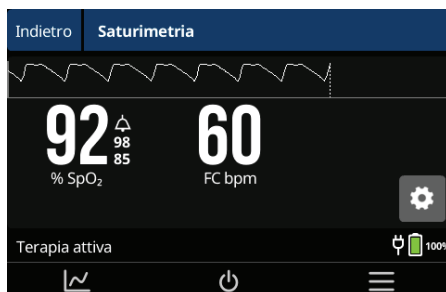 Indietro Saturimetria
92 98 85 60
% SpO₂ FC bpm
Terapia attiva 100%